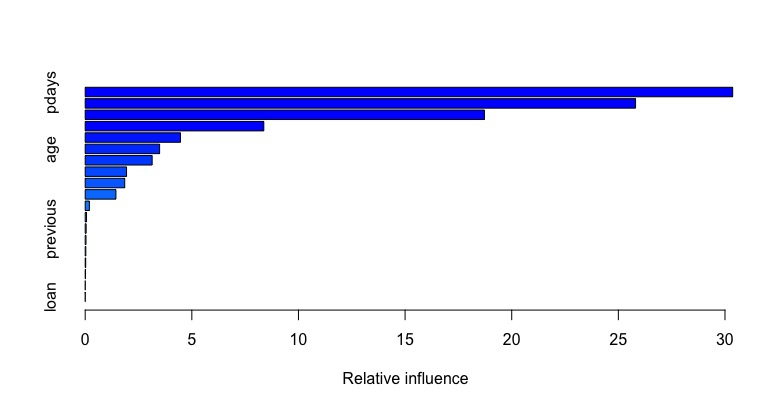 pdays
age
previous
loan
0 5 10 15 20 25 30
Relative influence